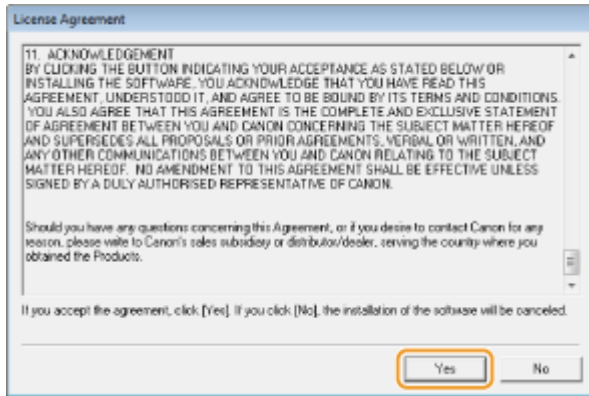 License Agreement
11. ACKNOWLEDGEMENT
BY CLICKING THE BUTTON INDICATING YOUR ACCEPTANCE AS STATED BELOW OR
INSTALLING THE SOFTWARE, YOU ACKNOWLEDGE THAT YOU HAVE READ THIS
AGREEMENT, UNDERSTOOD IT, AND AGREE TO BE BOUND BY ITS TERMS AND CONDITIONS.
YOU ALSO AGREE THAT THIS AGREEMENT IS THE COMPLETE AND EXCLUSIVE STATEMENT
OF AGREEMENT BETWEEN YOU AND CANON CONCERNING THE SUBJECT MATTER HEREOF
AND SUPERSEDES ALL PROPOSALS OR PRIOR AGREEMENTS, VERBAL OR WRITTEN, AND
ANY OTHER COMMUNICATIONS BETWEEN YOU AND CANON RELATING TO THE SUBJECT
MATTER HEREOF. NO AMENDMENT TO THIS AGREEMENT SHALL BE EFFECTIVE UNLESS
SIGNED BY A DULY AUTHORISED REPRESENTATIVE OF CANON.
Should you have any questions concerning this Agreement, or if you desire to contact Canon for any
reason, please write to Canon's sales subsidiary or distributor/dealer, serving the country where you
obtained the Products.
If you accept the agreement, click [Yes]. If you click [No], the installation of the software will be canceled.
Yes
No